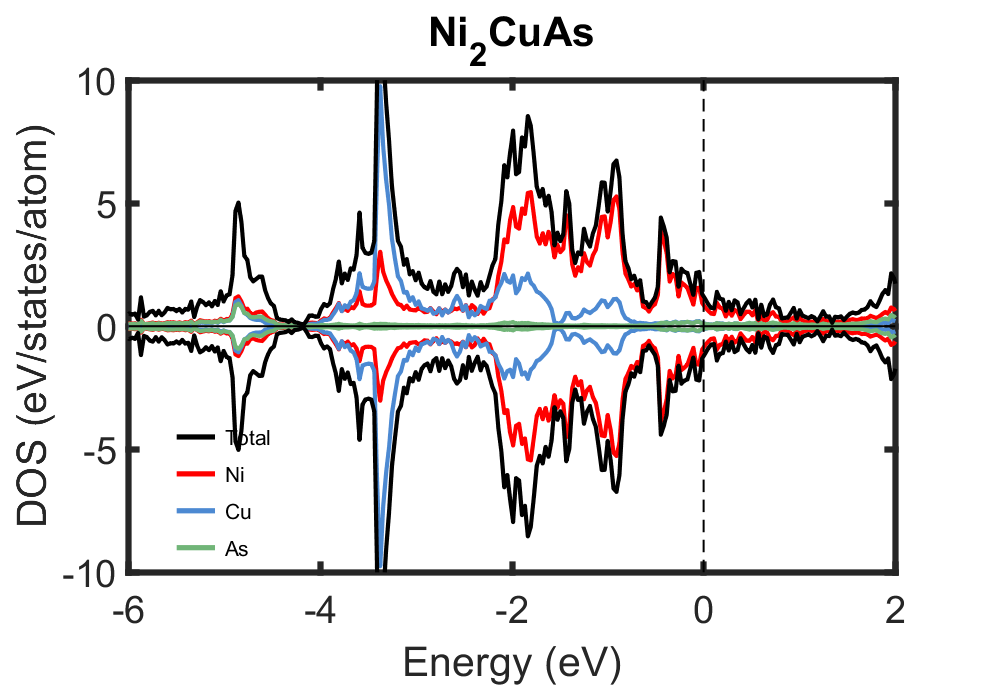 Ni₂CuAs
10
5
0
-5
-10
DOS (eV/states/atom)
Total
Ni
Cu
As
-6 -4 -2 0 2
Energy (eV)